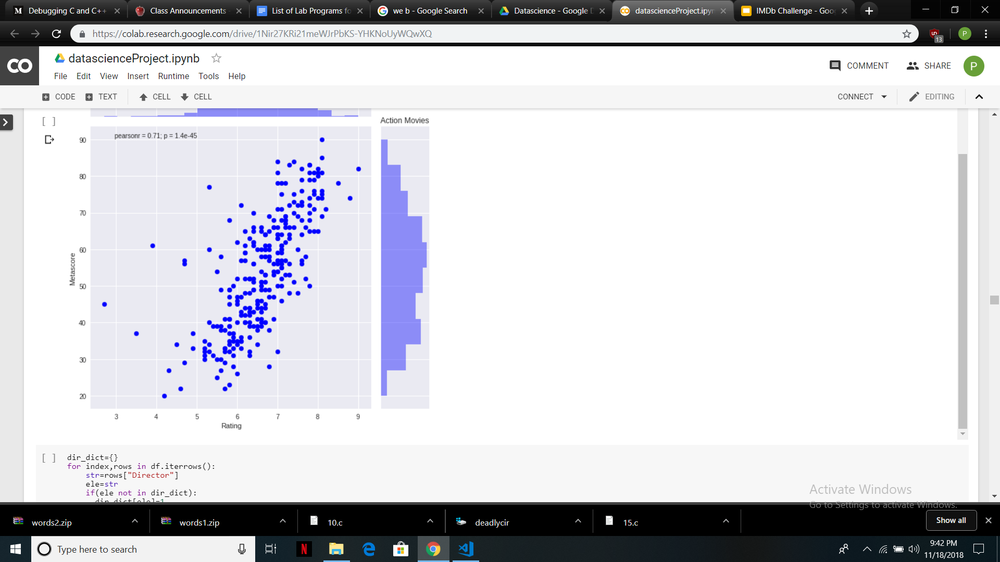 M Debugging C and C++
Class Announcements
List of Lab Programs fo
we b - Google Search
Datascience - Google D
datascienceProject.ipyn
IMDb Challenge - Goo
https://colab.research.google.com/drive/1Nir27KRi21meWJrPbKS-YHKNoUyWQwXQ
13
P
CO
datascienceProject.ipynb
COMMENT
SHARE
P
File Edit View Insert Runtime Tools Help
CODE TEXT CELL CELL
CONNECT
EDITING
[ ]
Action Movies
pearsonr = 0.71; p = 1.4e-45
90
80
70
60
50
40
30
20
Metascore
3 4 5 6 7 8 9
Rating
[ ]
dir_dict={}
for index,rows in df.iterrows():
str=rows["Director"]
ele=str
if(ele not in dir_dict):
dir_dict[ele]=1
Activate Windows
Go to Settings to activate Windows.
words2.zip
words1.zip
10.c
deadlycir
15.c
Show all
Type here to search
N
9:42 PM
11/18/2018